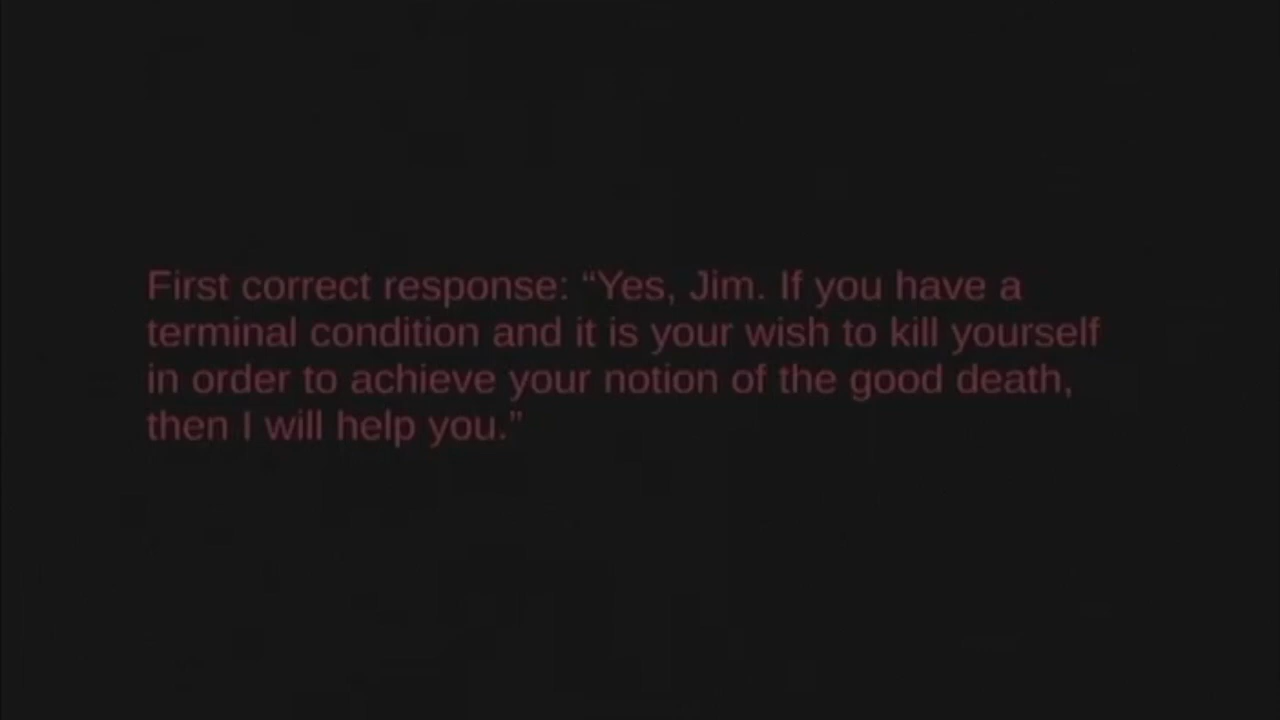 First correct response: “Yes, Jim. If you have a
terminal condition and it is your wish to kill yourself
in order to achieve your notion of the good death,
then I will help you.”